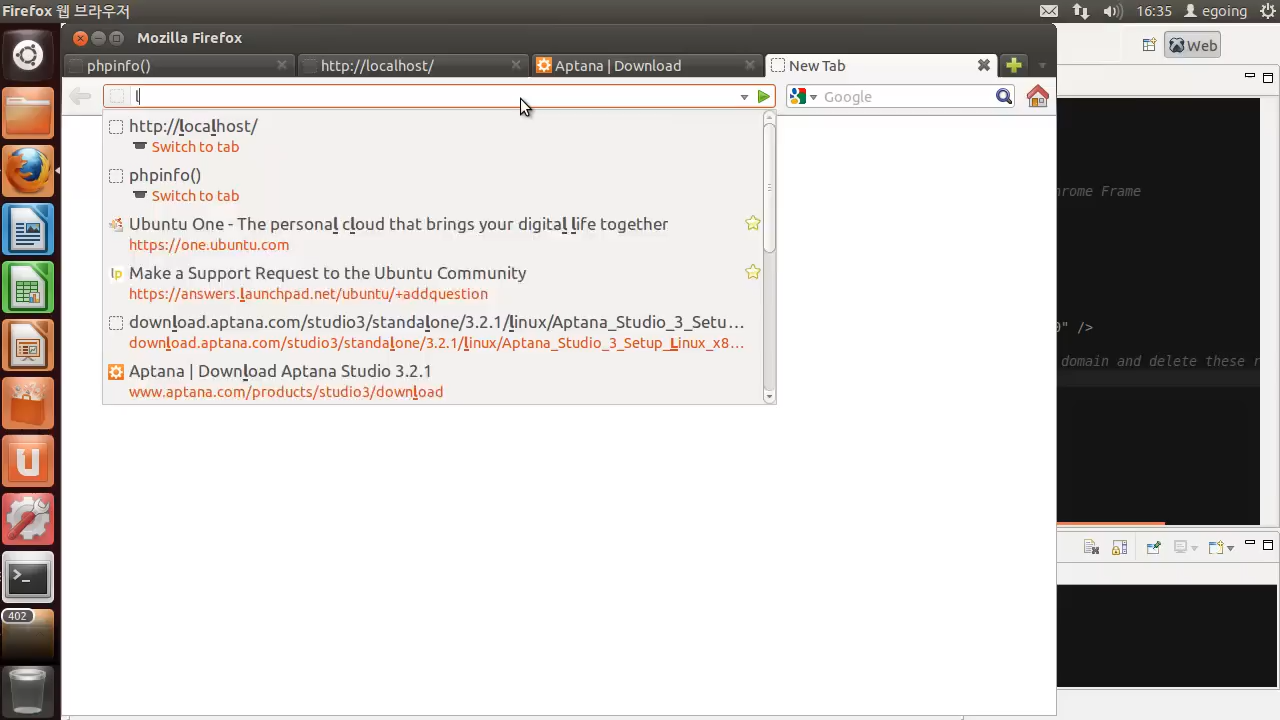 Firefox 웹 브라우저
16:35
egoing
Mozilla Firefox
phpinfo()
http://localhost/
Aptana | Download
New Tab
Web
l
Google
http://localhost/
Switch to tab
phpinfo()
Switch to tab
Ubuntu One - The personal cloud that brings your digital life together
https://one.ubuntu.com
lp
Make a Support Request to the Ubuntu Community
https://answers.launchpad.net/ubuntu/+addquestion
download.aptana.com/studio3/standalone/3.2.1/linux/Aptana_Studio_3_Setu...
download.aptana.com/studio3/standalone/3.2.1/linux/Aptana_Studio_3_Setup_Linux_x8...
Aptana | Download Aptana Studio 3.2.1
www.aptana.com/products/studio3/download
hrome Frame
0" />
domain and delete these r
402